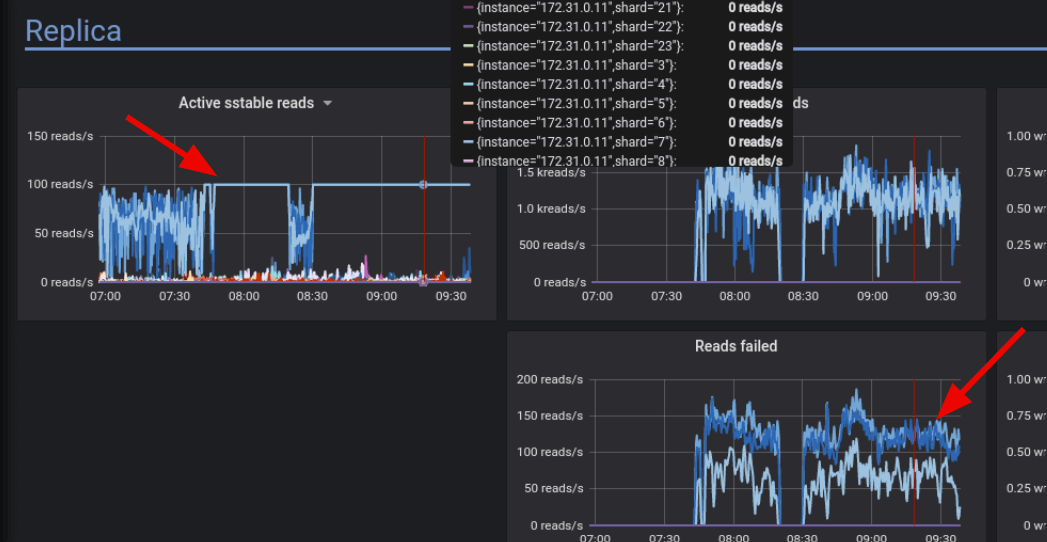 Replica
{instance="172.31.0.11",shard="21"}: 0 reads/s
{instance="172.31.0.11",shard="22"}: 0 reads/s
{instance="172.31.0.11",shard="23"}: 0 reads/s
{instance="172.31.0.11",shard="3"}: 0 reads/s
{instance="172.31.0.11",shard="4"}: 0 reads/s
{instance="172.31.0.11",shard="5"}: 0 reads/s
{instance="172.31.0.11",shard="6"}: 0 reads/s
{instance="172.31.0.11",shard="7"}: 0 reads/s
{instance="172.31.0.11",shard="8"}: 0 reads/s
Active sstable reads
150 reads/s
100 reads/s
50 reads/s
0 reads/s
07:00 07:30 08:00 08:30 09:00 09:30
ds
1.5 kreads/s
1.0 kreads/s
500 reads/s
0 reads/s
07:00 07:30 08:00 08:30 09:00 09:30
1.00 w
0.75 w
0.50 w
0.25 w
0 w
Reads failed
200 reads/s
150 reads/s
100 reads/s
50 reads/s
0 reads/s
07:00 07:30 08:00 08:30 09:00 09:30
1.00 w
0.75 w
0.50 w
0.25 w
0 w